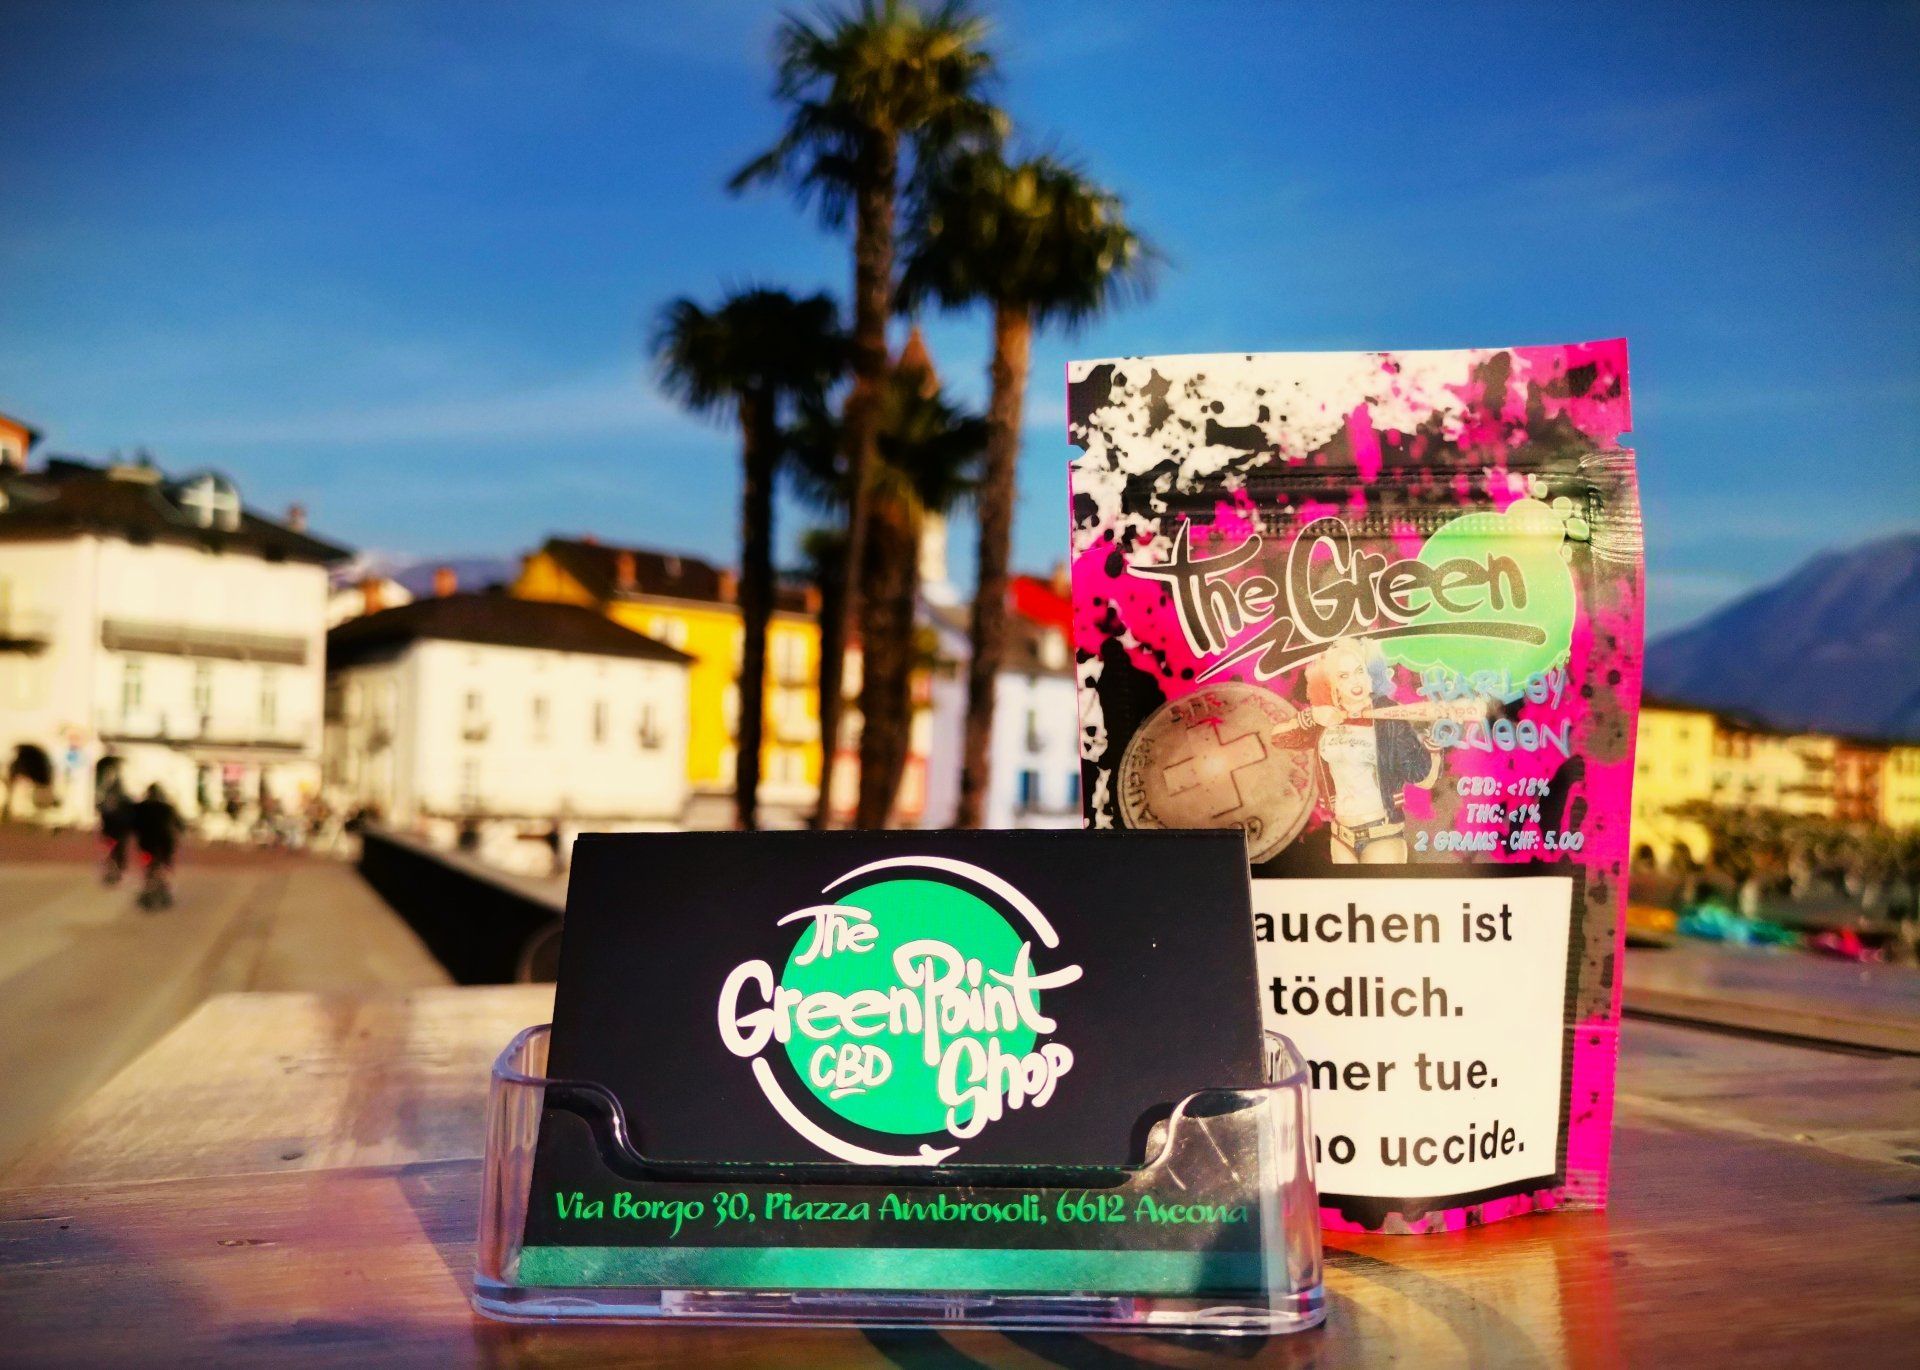 The
GreenPoint
CBD Shop
Via Borgo 30, Piazza Ambrosoli, 6612 Ascona
The Green
HARLEY
QUEEN
CBD: <18%
THC: <1%
2 GRAMS - CHF: 5.00
auchen ist
tödlich.
mer tue.
no uccide.